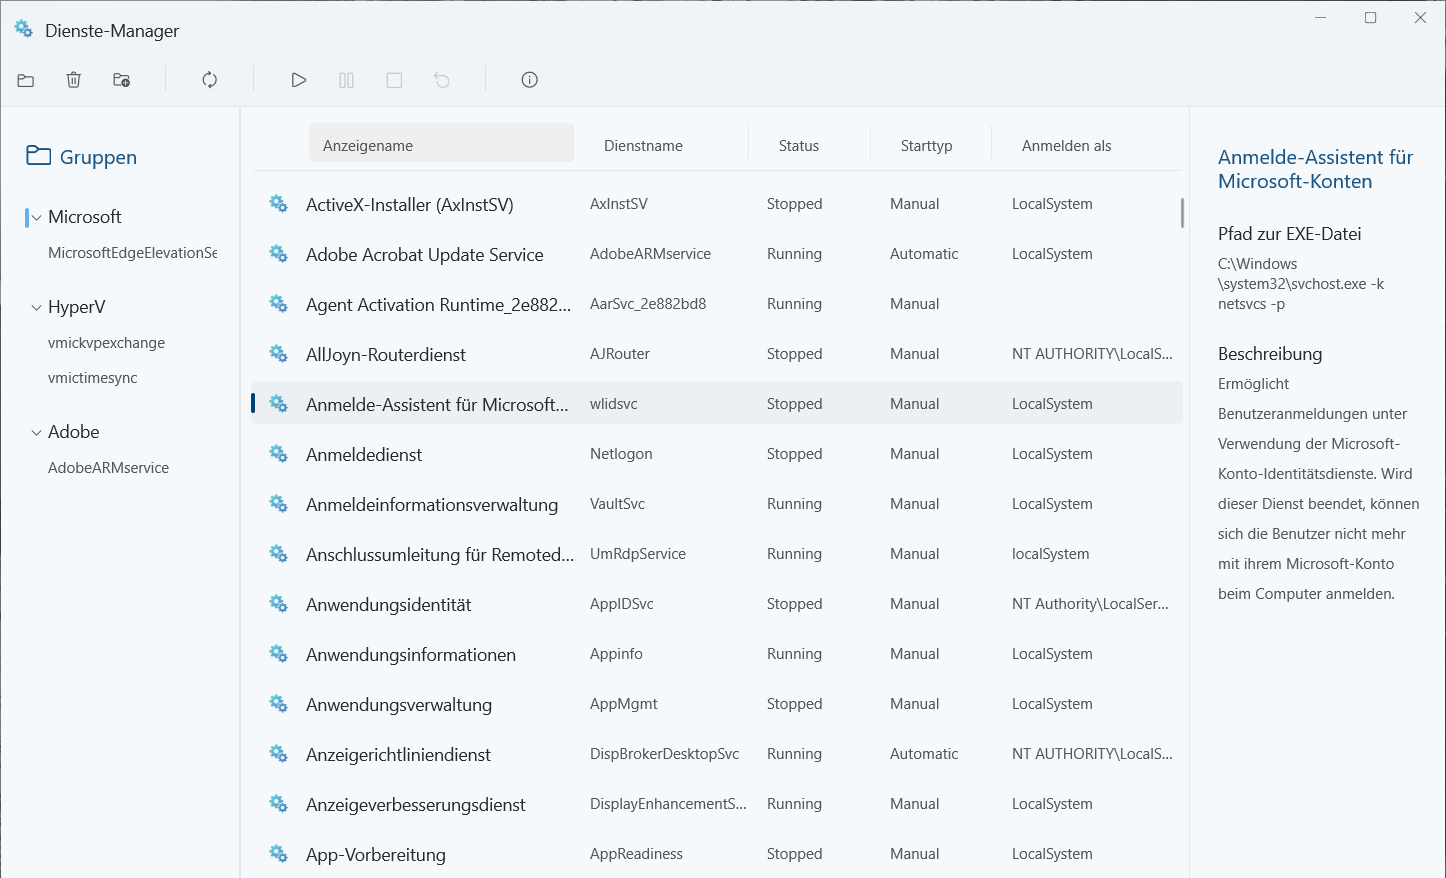 Dienste-Manager
Gruppen
Microsoft
MicrosoftEdgeElevationSe
HyperV
vmickvpexchange
vmictimesync
Adobe
AdobeARMservice
Anzeigename Dienstname Status Starttyp Anmelden als
ActiveX-Installer (AxInstSV) AxInstSV Stopped Manual LocalSystem
Adobe Acrobat Update Service AdobeARMservice Running Automatic LocalSystem
Agent Activation Runtime_2e882... AarSvc_2e882bd8 Running Manual
AllJoyn-Routerdienst AJRouter Stopped Manual NT AUTHORITY\LocalS...
Anmelde-Assistent für Microsoft... wlidsvc Stopped Manual LocalSystem
Anmeldedienst Netlogon Stopped Manual LocalSystem
Anmeldeinformationsverwaltung VaultSvc Running Manual LocalSystem
Anschlussumleitung für Remoted... UmRdpService Running Manual localSystem
Anwendungsidentität AppIDSvc Stopped Manual NT Authority\LocalSer...
Anwendungsinformationen Appinfo Running Manual LocalSystem
Anwendungsverwaltung AppMgmt Stopped Manual LocalSystem
Anzeigerichtliniendienst DispBrokerDesktopSvc Running Automatic NT AUTHORITY\LocalS...
Anzeigeverbesserungsdienst DisplayEnhancementS... Running Manual LocalSystem
App-Vorbereitung AppReadiness Stopped Manual LocalSystem
Anmelde-Assistent für
Microsoft-Konten
Pfad zur EXE-Datei
C:\Windows
\system32\svchost.exe -k
netsvcs -p
Beschreibung
Ermöglicht
Benutzeranmeldungen unter
Verwendung der Microsoft-
Konto-Identitätsdienste. Wird
dieser Dienst beendet, können
sich die Benutzer nicht mehr
mit ihrem Microsoft-Konto
beim Computer anmelden.